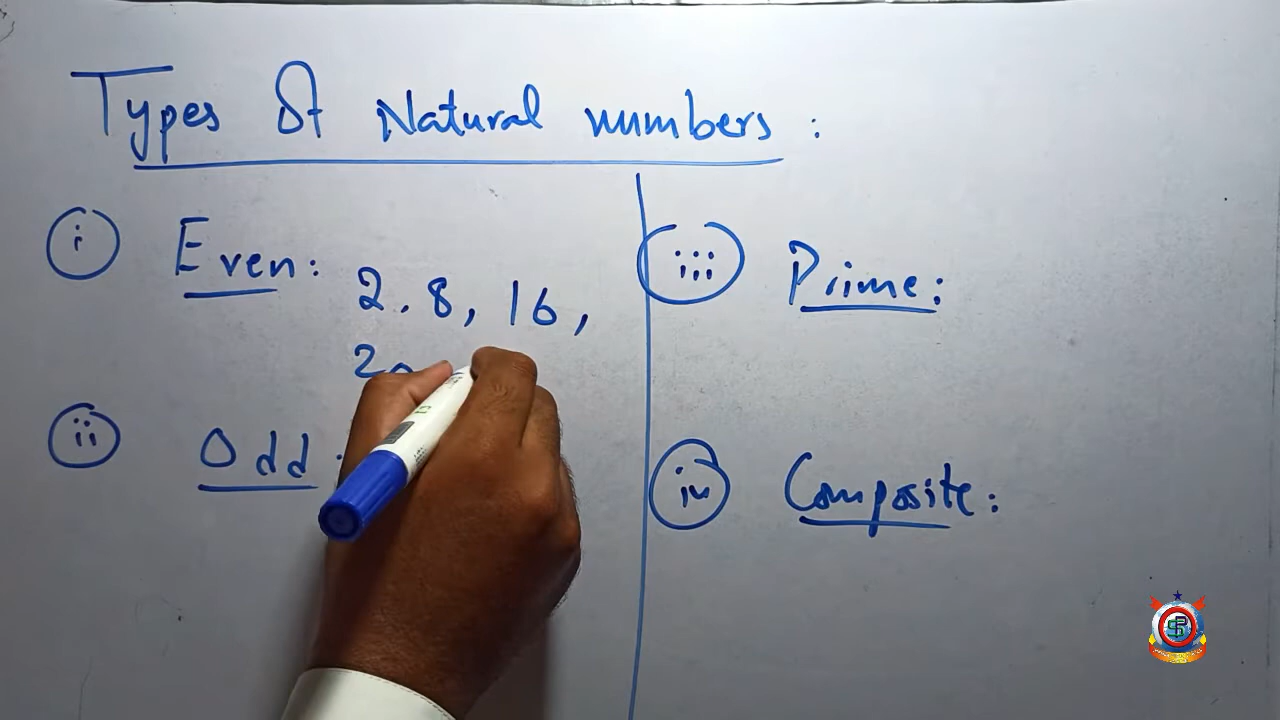 Types Of Natural numbers :
i Even :
2, 8, 16,
ii Odd :
iii Prime :
iv Composite :